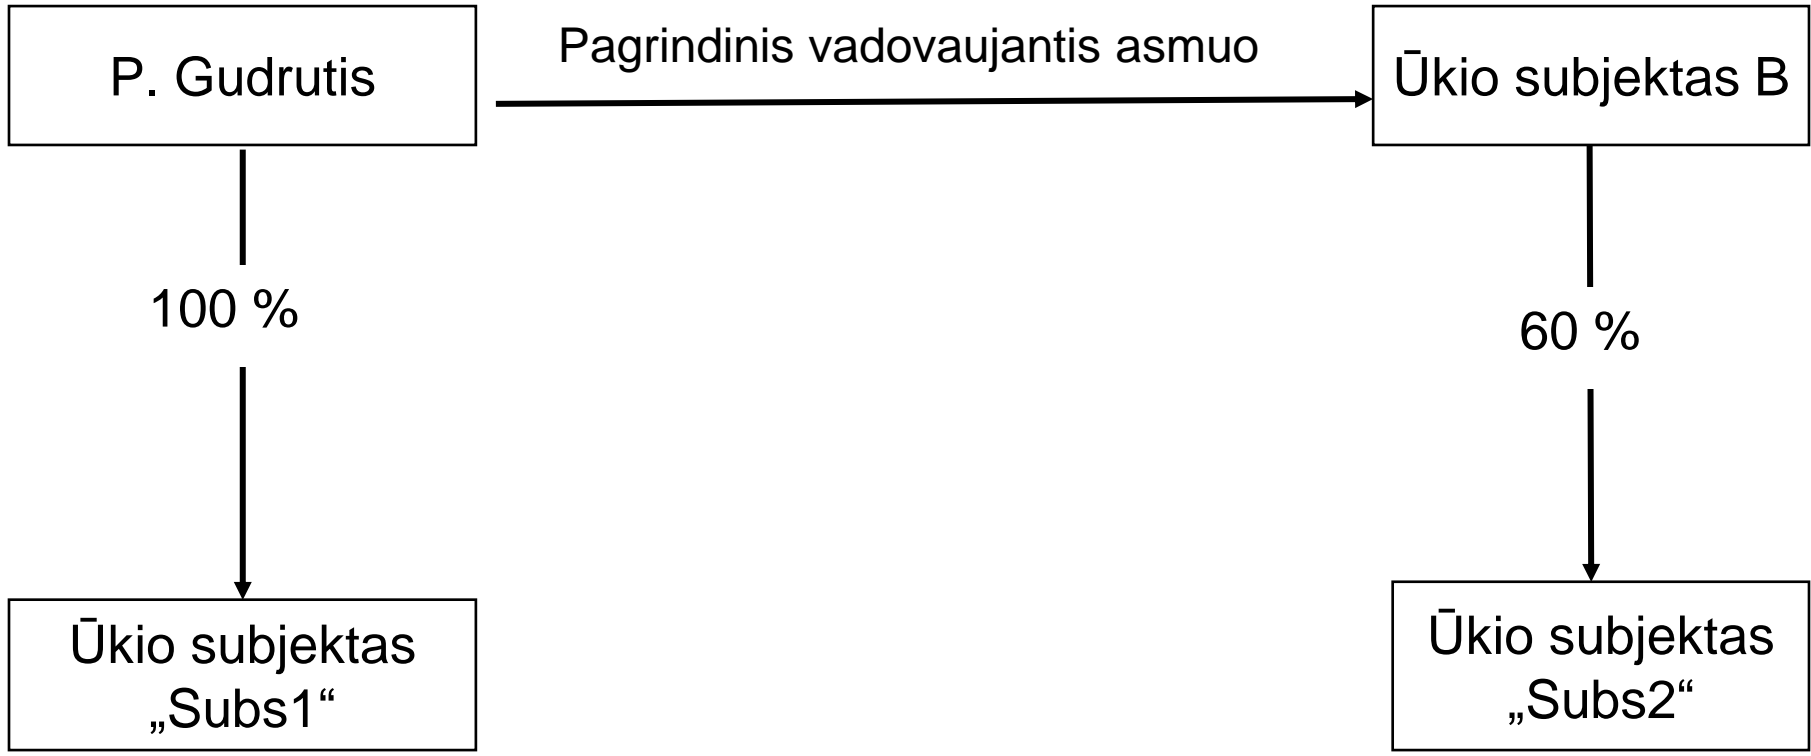 P. Gudrutis
Pagrindinis vadovaujantis asmuo
Ūkio subjektas B
100 %
60 %
Ūkio subjektas
„Subs1“
Ūkio subjektas
„Subs2“